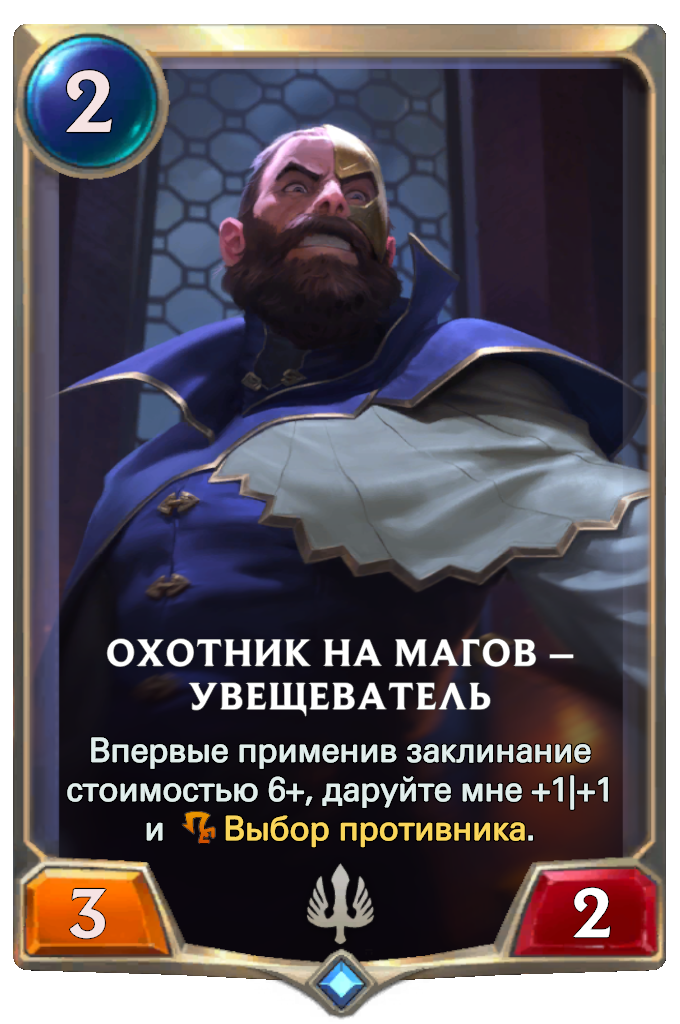 2
ОХОТНИК НА МАГОВ –
УВЕЩЕВАТЕЛЬ
Впервые применив заклинание
стоимостью 6+, даруйте мне +1|+1
и Выбор противника.
3
2